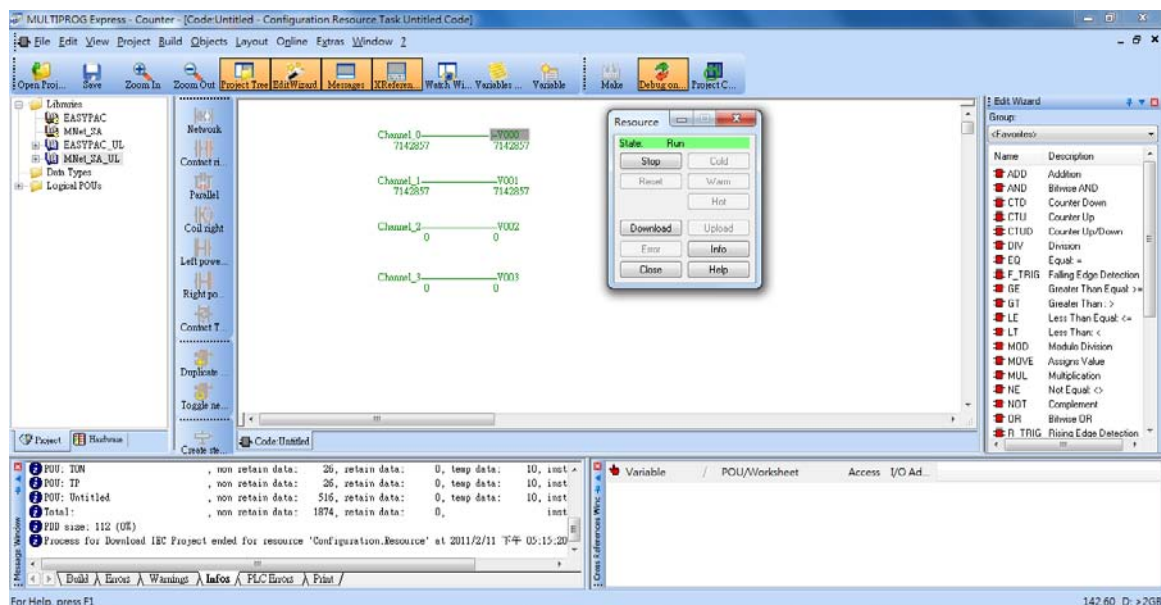 MULTIPROG Express - Counter - [Code:Untitled - Configuration.Resource.Task.Untitled.Code]
File Edit View Project Build Objects Layout Online Extras Window ?
Open Proj... Save Zoom In Zoom Out Project Tree Edit Wizard Messages XReferen... Watch Wi... Variables ... Variable Make Debug on... Project C...
Libraries
EASYPAC
MNet_ZA
EASYPAC_UL
MNet_ZA_UL
Data Types
Logical POUs
Project Hardware
Network
Contact ri...
Parallel
Coil right
Left powe...
Right po...
Contact T...
Duplicate ...
Toggle ne...
Create ste...
Channel_0 V000
7142857 7142857
Channel_1 V001
7142857 7142857
Channel_2 V002
0 0
Channel_3 V003
0 0
Code:Untitled
Resource
State: Run
Stop Cold
Reset Warm
Hot
Download Upload
Error Info
Close Help
Edit Wizard
Group:
<Favorites>
Name Description
ADD Addition
AND Bitwise AND
CTD Counter Down
CTU Counter Up
CTUD Counter Up/Down
DIV Division
EQ Equal: =
F_TRIG Falling Edge Detection
GE Greater Than Equal: >=
GT Greater Than : >
LE Less Than Equal: <=
LT Less Than: <
MOD Modulo Division
MOVE Assigns Value
MUL Multiplication
NE Not Equal: <>
NOT Complement
OR Bitwise OR
R_TRIG Rising Edge Detection
Message Window
POU: TON , non retain data: 26, retain data: 0, temp data: 10, inst
POU: TP , non retain data: 26, retain data: 0, temp data: 10, inst
POU: Untitled , non retain data: 516, retain data: 0, temp data: 10, inst
Total: , non retain data: 1874, retain data: 0, inst
PDD size: 112 (0%)
Process for Download IEC Project ended for resource 'Configuration.Resource' at 2011/2/11 下午 05:15:20
Build Errors Warnings Infos PLC Errors Print
Cross References Wind
Variable / POU/Worksheet Access I/O Ad...
For Help, press F1
142,60 D: >2GB